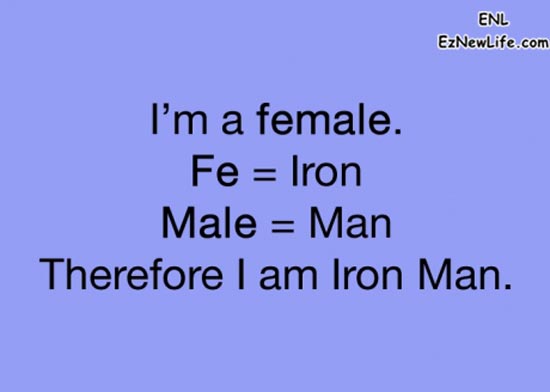 ENL
EzNewLife.com
I'm a female.
Fe = Iron
Male = Man
Therefore I am Iron Man.